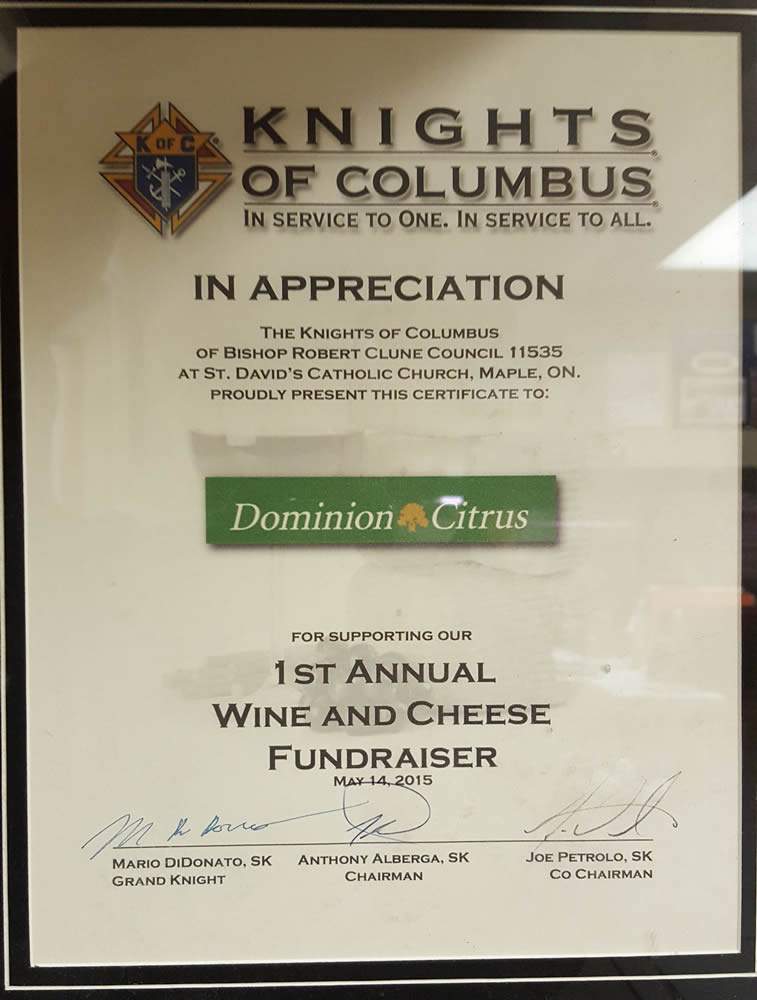 K OF C
KNIGHTS
OF COLUMBUS®
IN SERVICE TO ONE. IN SERVICE TO ALL.
IN APPRECIATION
THE KNIGHTS OF COLUMBUS
OF BISHOP ROBERT CLUNE COUNCIL 11535
AT ST. DAVID'S CATHOLIC CHURCH, MAPLE, ON.
PROUDLY PRESENT THIS CERTIFICATE TO:
Dominion Citrus
FOR SUPPORTING OUR
1ST ANNUAL
WINE AND CHEESE
FUNDRAISER
MAY 14, 2015
MARIO DIDONATO, SK
GRAND KNIGHT
ANTHONY ALBERGA, SK
CHAIRMAN
JOE PETROLO, SK
CO CHAIRMAN